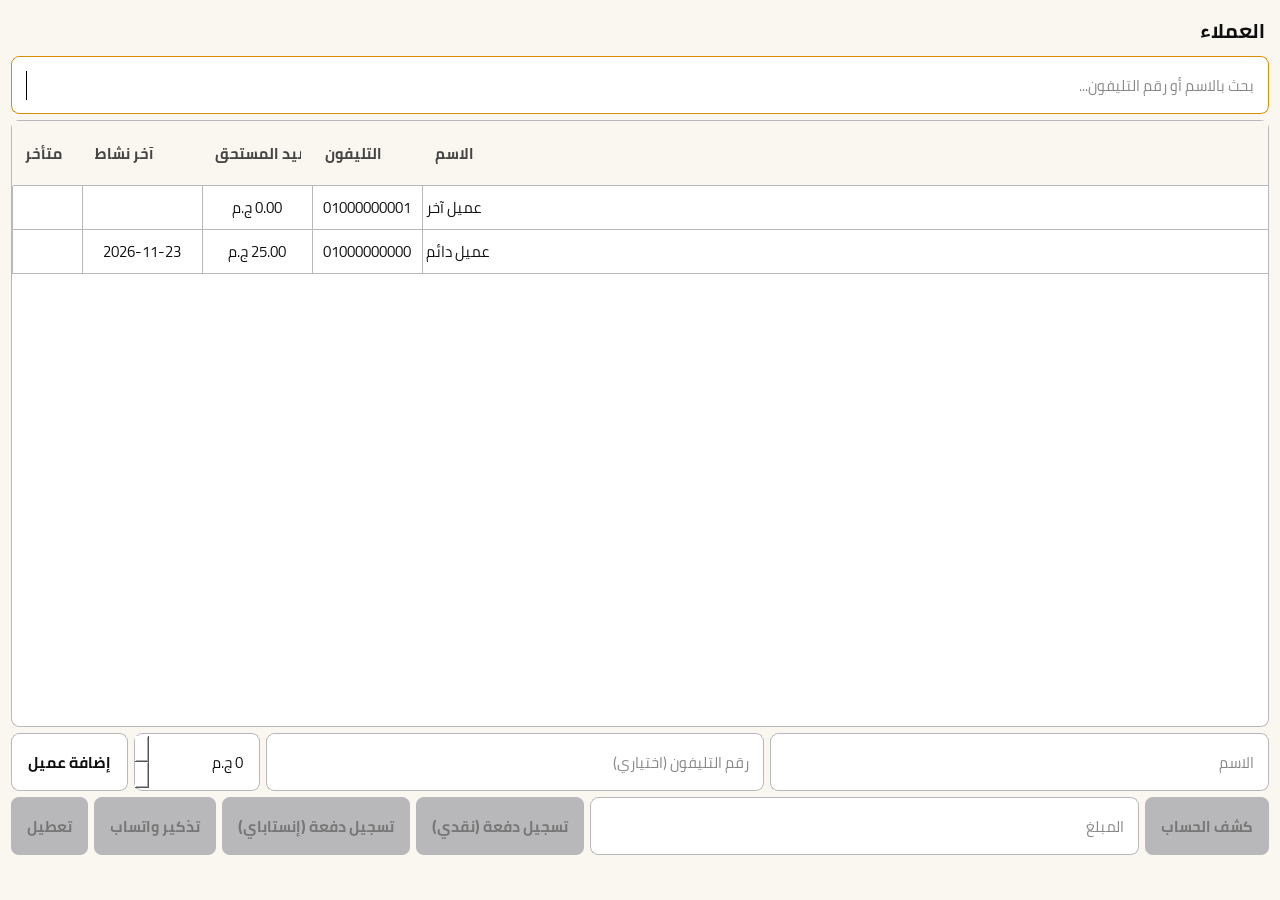 العملاء
بحث بالاسم أو رقم التليفون...
الاسم التليفون المستحق آخر نشاط متأخر
عميل آخر 01000000001 0.00 ج.م
عميل دائم 01000000000 25.00 ج.م 2026-11-23
الاسم رقم التليفون (اختياري) 0 ج.م إضافة عميل
كشف الحساب المبلغ تسجيل دفعة (نقدي) تسجيل دفعة (إنستاباي) تذكير واتساب تعطيل